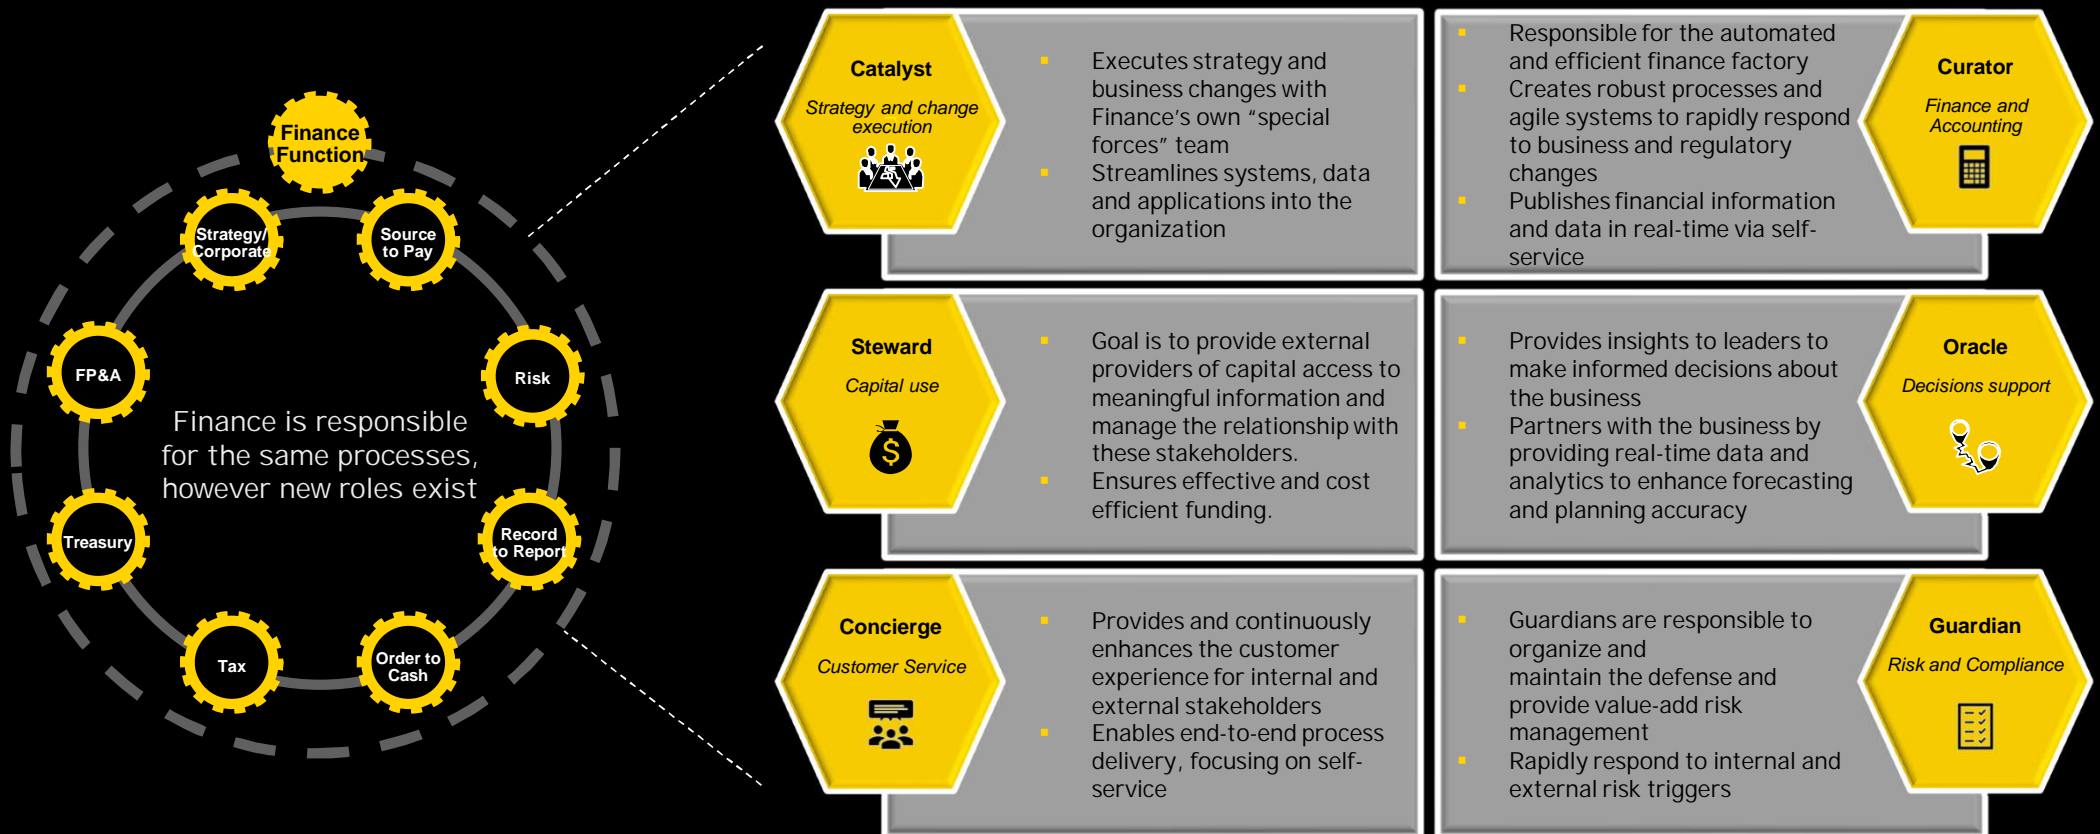 Finance
Function
Strategy/
Corporate
Source
to Pay
FP&A
Risk
Finance is responsible
for the same processes,
however new roles exist
Treasury
Record
to Report
Tax
Order to
Cash
Catalyst
Strategy and change
execution
▪ Executes strategy and
business changes with
Finance’s own “special
forces” team
▪ Streamlines systems, data
and applications into the
organization
▪ Responsible for the automated
and efficient finance factory
▪ Creates robust processes and
agile systems to rapidly respond
to business and regulatory
changes
▪ Publishes financial information
and data in real-time via self-
service
Curator
Finance and
Accounting
Steward
Capital use
$
▪ Goal is to provide external
providers of capital access to
meaningful information and
manage the relationship with
these stakeholders.
▪ Ensures effective and cost
efficient funding.
▪ Provides insights to leaders to
make informed decisions about
the business
▪ Partners with the business by
providing real-time data and
analytics to enhance forecasting
and planning accuracy
Oracle
Decisions support
Concierge
Customer Service
▪ Provides and continuously
enhances the customer
experience for internal and
external stakeholders
▪ Enables end-to-end process
delivery, focusing on self-
service
▪ Guardians are responsible to
organize and
maintain the defense and
provide value-add risk
management
▪ Rapidly respond to internal and
external risk triggers
Guardian
Risk and Compliance